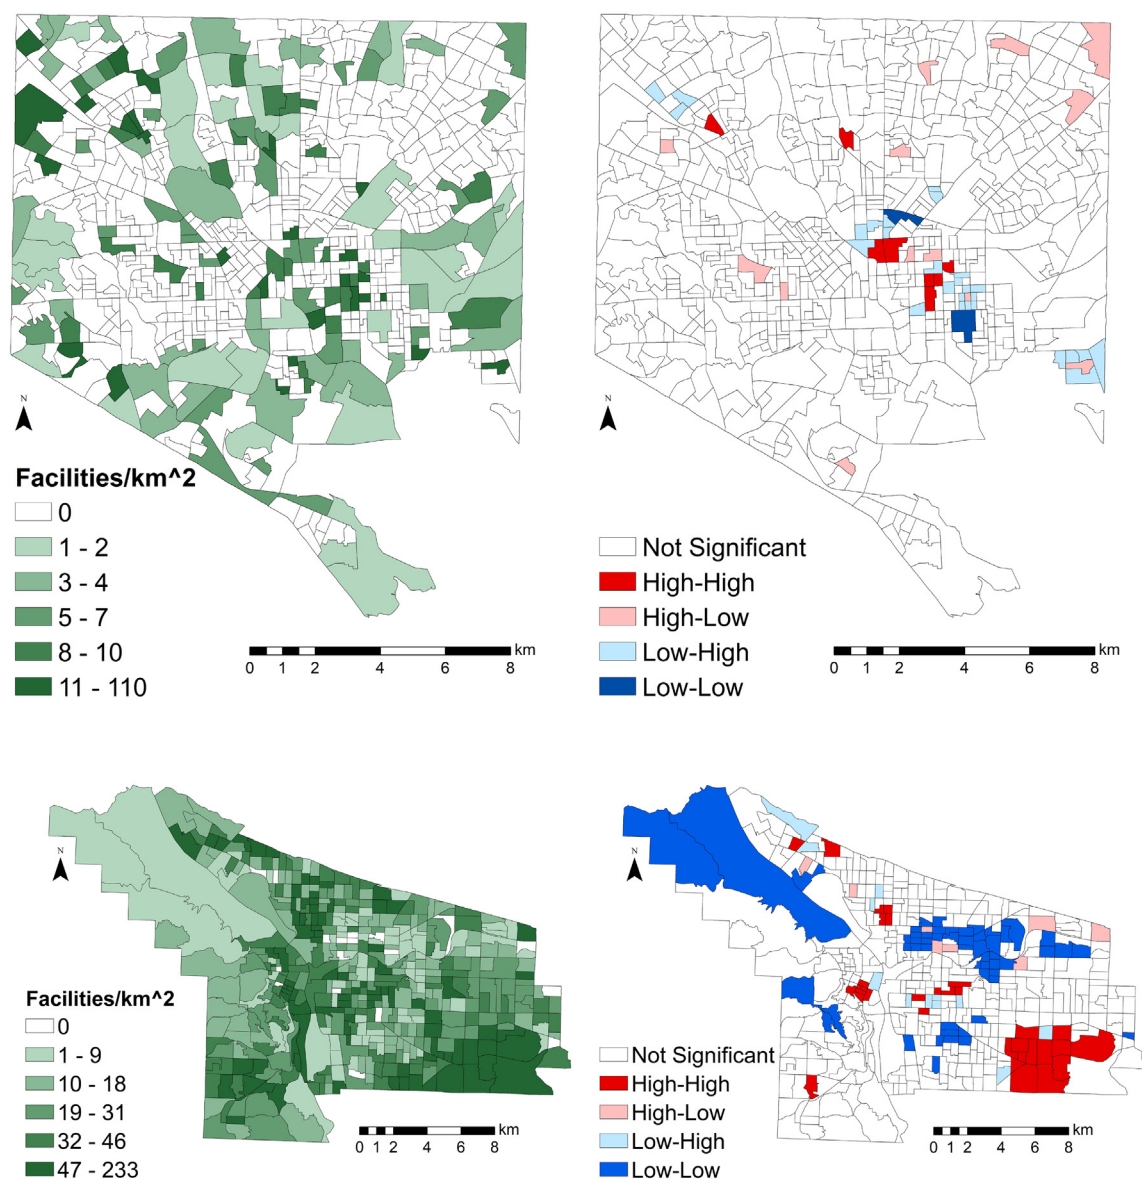 N
Facilities/km^2
0
1 - 2
3 - 4
5 - 7
8 - 10
11 - 110
km
0 1 2 4 6 8
N
Not Significant
High-High
High-Low
Low-High
Low-Low
km
0 1 2 4 6 8
N
Facilities/km^2
0
1 - 9
10 - 18
19 - 31
32 - 46
47 - 233
km
0 1 2 4 6 8
N
Not Significant
High-High
High-Low
Low-High
Low-Low
km
0 1 2 4 6 8